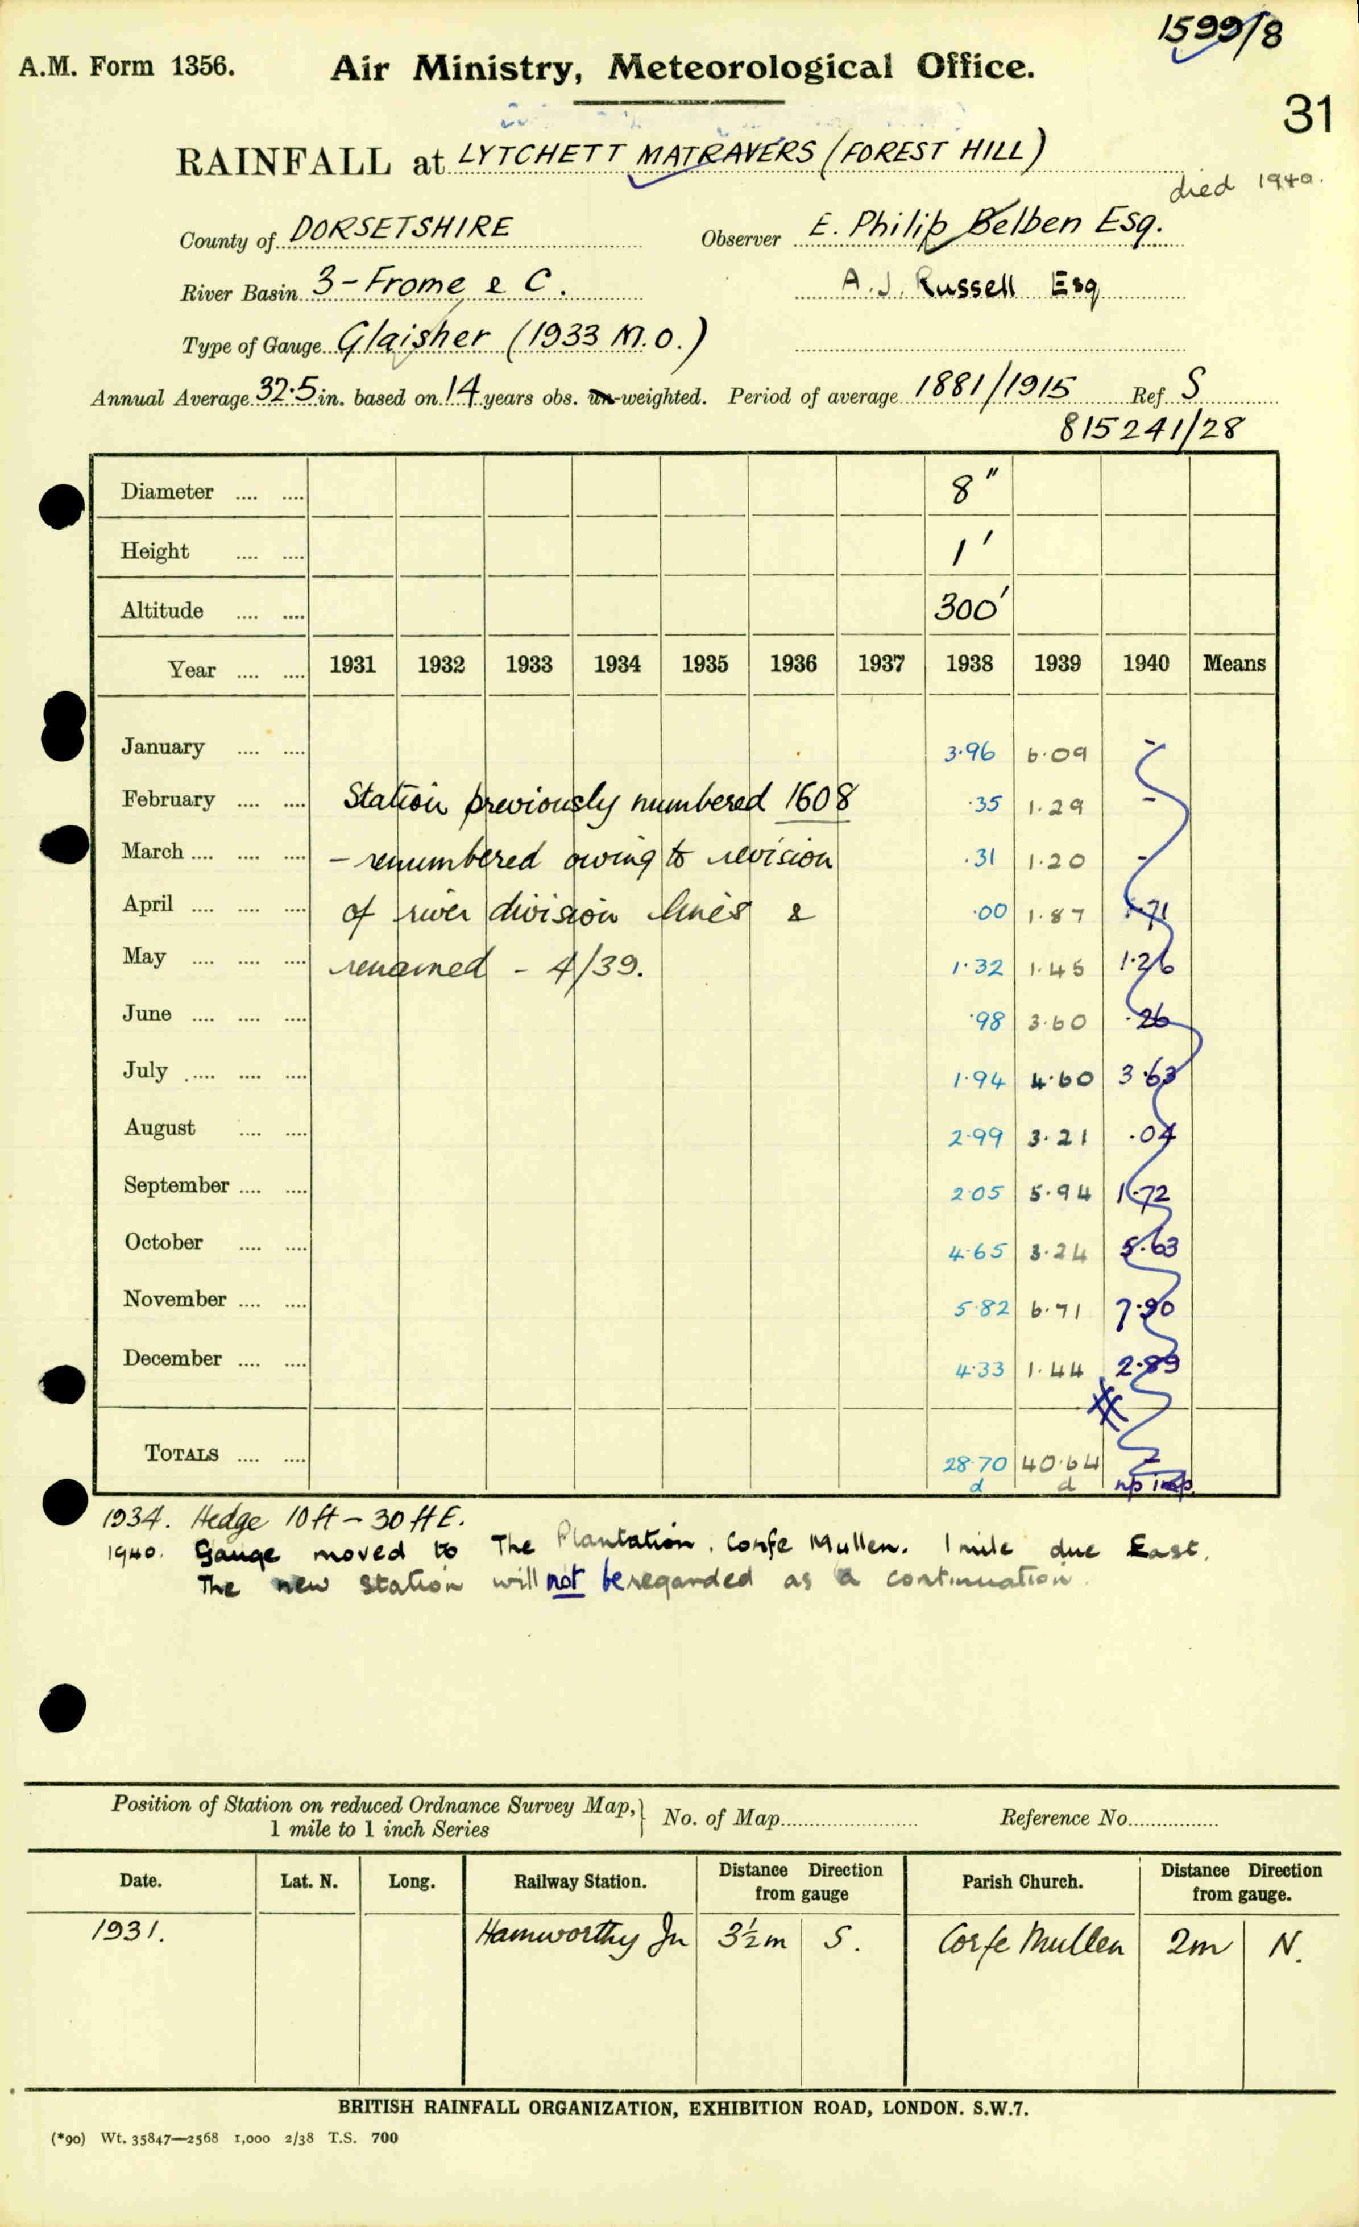 1599/8
A.M. Form 1356. Air Ministry, Meteorological Office.
31
RAINFALL at LYTCHETT MATRAVERS (FOREST HILL)
died 1940.
County of DORSETSHIRE Observer E. Philip Belben Esq.
River Basin 3-Frome & C. A.J. Russell Esq
Type of Gauge Glaisher (1933 M.O.)
Annual Average 32.5 in. based on 14 years obs. un-weighted. Period of average 1881/1915 Ref. S
815241/28
Diameter .... .... 8"
Height .... .... 1'
Altitude .... .... 300'
Year .... .... 1931 1932 1933 1934 1935 1936 1937 1938 1939 1940 Means
January .... .... 3.96 6.09 -
February .... .... Station previously numbered 1608 .35 1.29 -
March .... .... .... - renumbered owing to revision .31 1.20 -
April .... .... .... of river division lines & .00 1.87 1.71
May .... .... .... renamed - 4/39. 1.32 1.45 1.26
June .... .... .... .98 3.60 .26
July .... .... .... 1.94 4.60 3.63
August .... .... 2.99 3.21 .04
September .... .... 2.05 5.94 1.72
October .... .... 4.65 3.24 5.63
November .... .... 5.82 6.71 7.90
December .... .... 4.33 1.44 2.89
#
TOTALS .... .... 28.70 40.64 -
d d np inp.
1934. Hedge 10ft - 30ft E.
1940. Gauge moved to The Plantation, Corfe Mullen. 1 mile due East.
The new station will not be regarded as a continuation.
Position of Station on reduced Ordnance Survey Map, } No. of Map Reference No.
1 mile to 1 inch Series
Date. Lat. N. Long. Railway Station. Distance Direction from gauge Parish Church. Distance Direction from gauge.
1931. Hamworthy Jn 3½m S. Corfe Mullen 2m N.
BRITISH RAINFALL ORGANIZATION, EXHIBITION ROAD, LONDON. S.W.7.
(*90) Wt. 35847—2568 1,000 2/38 T.S. 700